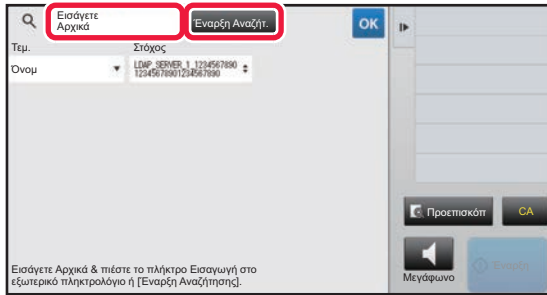 Εισάγετε
Αρχικά
Έναρξη Αναζήτ.
OK
Τεμ.
Στόχος
Όνομ
LDAP_SERVER_1_1234567890
12345678901234567890
Προεπισκόπ
CA
Μεγάφωνο
Έναρξη
Εισάγετε Αρχικά & πιέστε το πλήκτρο Εισαγωγή στο
εξωτερικό πληκτρολόγιο ή [Έναρξη Αναζήτησης].